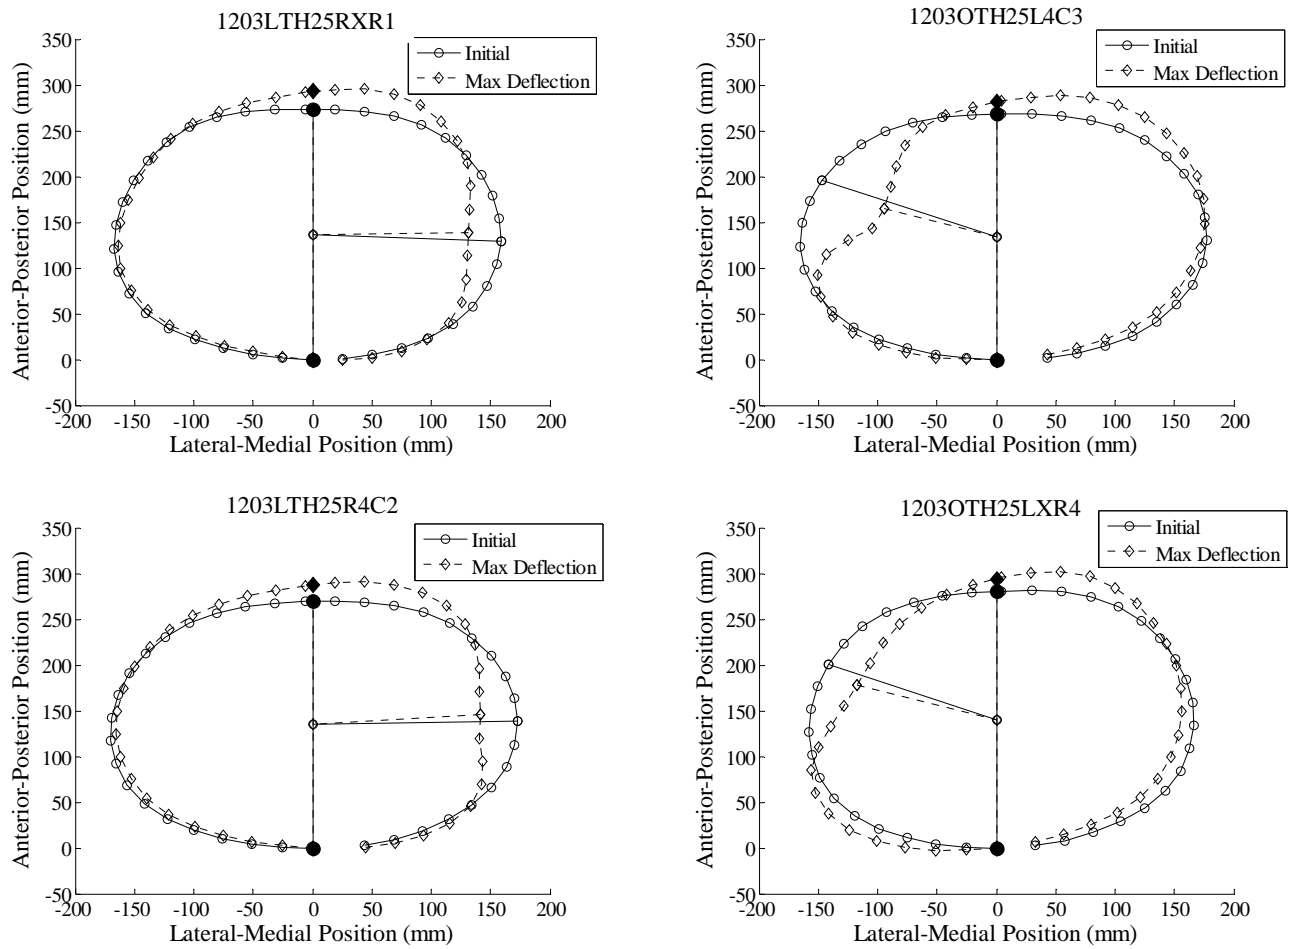 1203LTH25RXR1
Initial
Max Deflection
Anterior-Posterior Position (mm)
350
300
250
200
150
100
50
0
-50
-200 -150 -100 -50 0 50 100 150 200
Lateral-Medial Position (mm)
1203OTH25L4C3
Initial
Max Deflection
Anterior-Posterior Position (mm)
350
300
250
200
150
100
50
0
-50
-200 -150 -100 -50 0 50 100 150 200
Lateral-Medial Position (mm)
1203LTH25R4C2
Initial
Max Deflection
Anterior-Posterior Position (mm)
350
300
250
200
150
100
50
0
-50
-200 -150 -100 -50 0 50 100 150 200
Lateral-Medial Position (mm)
1203OTH25LXR4
Initial
Max Deflection
Anterior-Posterior Position (mm)
350
300
250
200
150
100
50
0
-50
-200 -150 -100 -50 0 50 100 150 200
Lateral-Medial Position (mm)